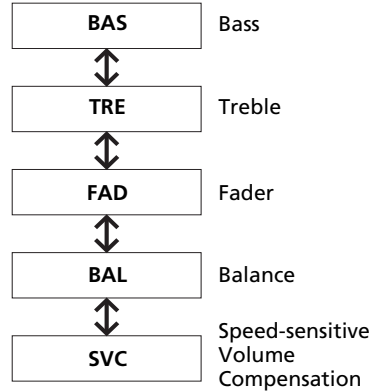 BAS Bass
TRE Treble
FAD Fader
BAL Balance
SVC Speed-sensitive
Volume
Compensation